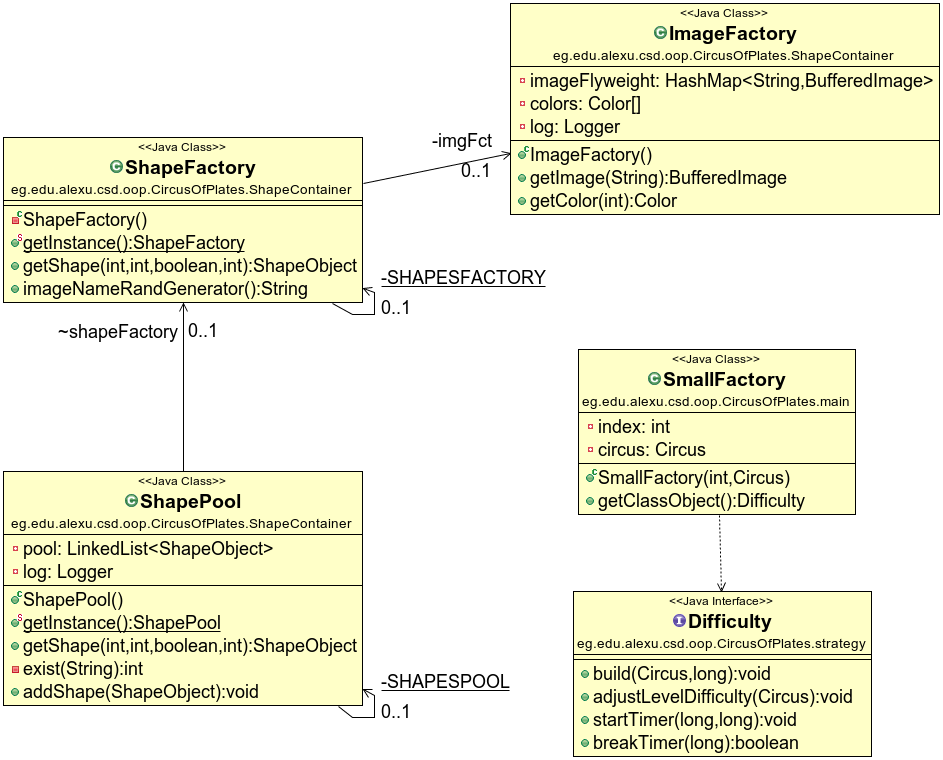 <<Java Class>>
ImageFactory
eg.edu.alexu.csd.oop.CircusOfPlates.ShapeContainer
imageFlyweight: HashMap<String,BufferedImage>
colors: Color[]
log: Logger
ImageFactory()
getImage(String):BufferedImage
getColor(int):Color
-imgFct
0..1
<<Java Class>>
ShapeFactory
eg.edu.alexu.csd.oop.CircusOfPlates.ShapeContainer
ShapeFactory()
getInstance():ShapeFactory
getShape(int,int,boolean,int):ShapeObject
imageNameRandGenerator():String
-SHAPESFACTORY
0..1
~shapeFactory
0..1
<<Java Class>>
SmallFactory
eg.edu.alexu.csd.oop.CircusOfPlates.main
index: int
circus: Circus
SmallFactory(int,Circus)
getClassObject():Difficulty
<<Java Class>>
ShapePool
eg.edu.alexu.csd.oop.CircusOfPlates.ShapeContainer
pool: LinkedList<ShapeObject>
log: Logger
ShapePool()
getInstance():ShapePool
getShape(int,int,boolean,int):ShapeObject
exist(String):int
addShape(ShapeObject):void
-SHAPESPOOL
0..1
<<Java Interface>>
Difficulty
eg.edu.alexu.csd.oop.CircusOfPlates.strategy
build(Circus,long):void
adjustLevelDifficulty(Circus):void
startTimer(long,long):void
breakTimer(long):boolean